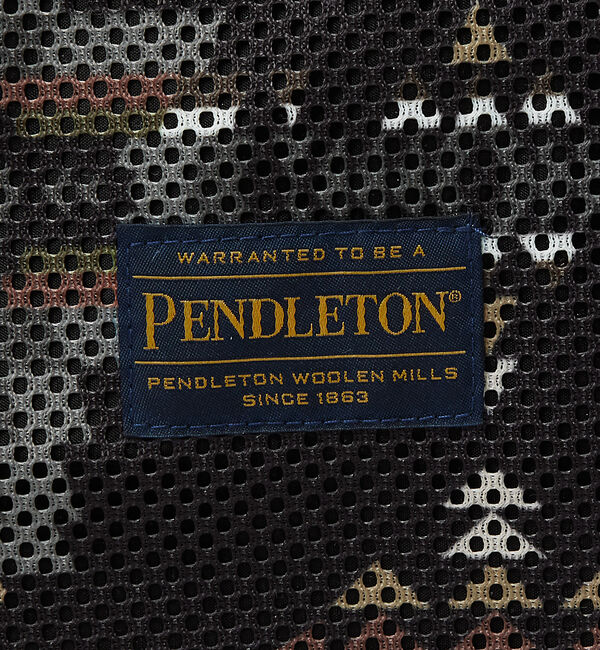 WARRANTED TO BE A
PENDLETON®
PENDLETON WOOLEN MILLS
SINCE 1863